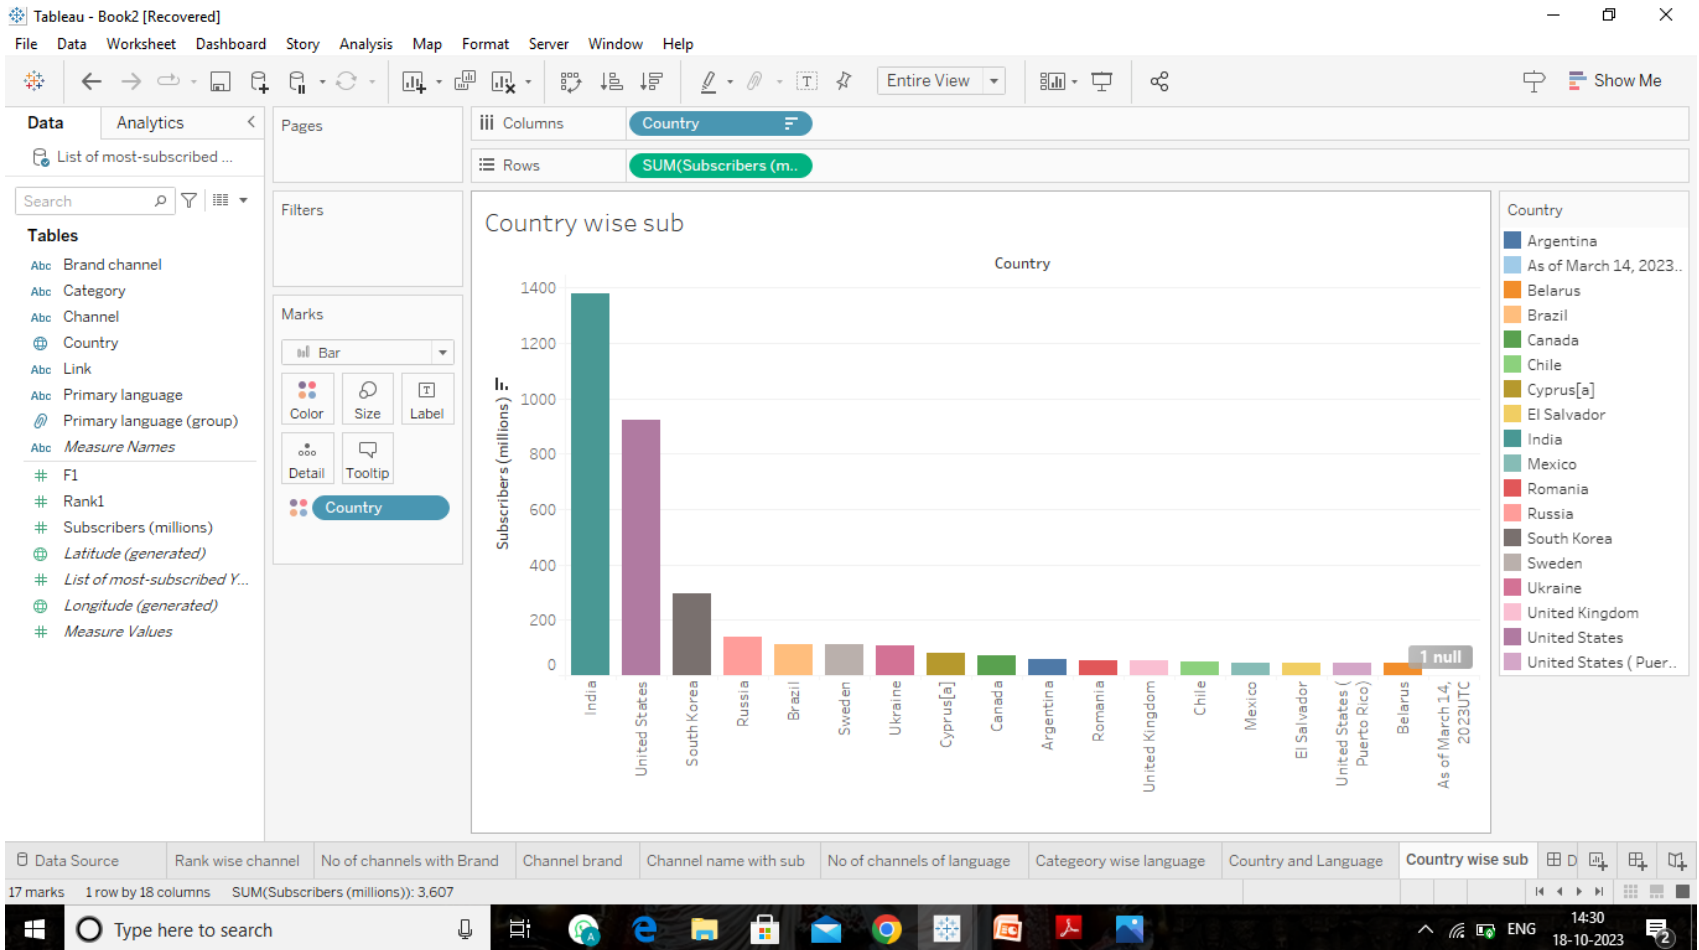 Tableau - Book2 [Recovered]
File Data Worksheet Dashboard Story Analysis Map Format Server Window Help
Entire View
Show Me
Data Analytics
List of most-subscribed ...
Search
Tables
Abc Brand channel
Abc Category
Abc Channel
Country
Abc Link
Abc Primary language
Primary language (group)
Abc Measure Names
# F1
# Rank1
# Subscribers (millions)
Latitude (generated)
# List of most-subscribed Y...
Longitude (generated)
# Measure Values
Pages
Filters
Marks
Bar
Color Size Label
Detail Tooltip
Country
Columns Country
Rows SUM(Subscribers (m..
Country wise sub
Country
Subscribers (millions)
1400
1200
1000
800
600
400
200
0
1 null
India
United States
South Korea
Russia
Brazil
Sweden
Ukraine
Cyprus[a]
Canada
Argentina
Romania
United Kingdom
Chile
Mexico
El Salvador
United States (
Puerto Rico)
Belarus
As of March 14,
2023UTC
Country
Argentina
As of March 14, 2023..
Belarus
Brazil
Canada
Chile
Cyprus[a]
El Salvador
India
Mexico
Romania
Russia
South Korea
Sweden
Ukraine
United Kingdom
United States
United States ( Puer..
Data Source Rank wise channel No of channels with Brand Channel brand Channel name with sub No of channels of language Categeory wise language Country and Language Country wise sub D
17 marks 1 row by 18 columns SUM(Subscribers (millions)): 3,607
Type here to search
ENG
14:30
18-10-2023
2